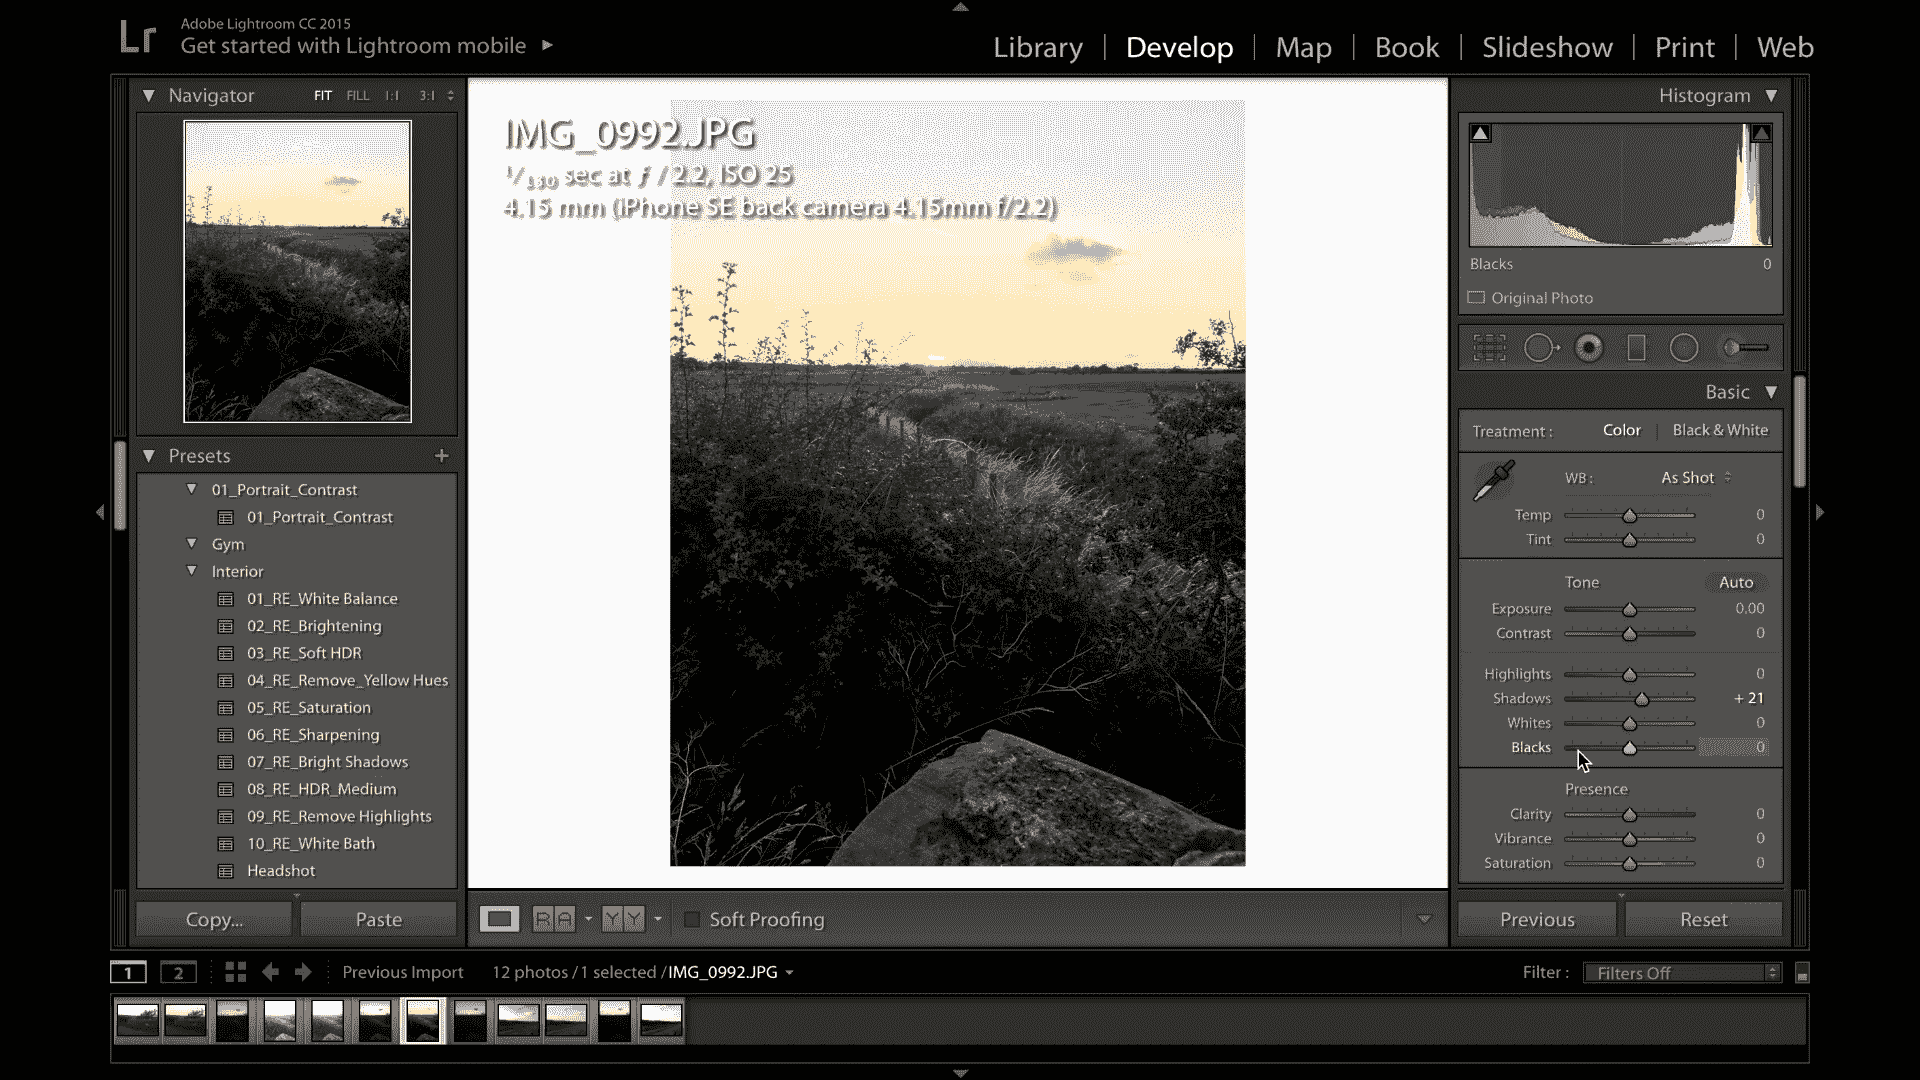 Lr
Adobe Lightroom CC 2015
Get started with Lightroom mobile
Library | Develop | Map | Book | Slideshow | Print | Web
Navigator FIT FILL 1:1 3:1
Presets +
01_Portrait_Contrast
01_Portrait_Contrast
Gym
Interior
01_RE_White Balance
02_RE_Brightening
03_RE_Soft HDR
04_RE_Remove_Yellow Hues
05_RE_Saturation
06_RE_Sharpening
07_RE_Bright Shadows
08_RE_HDR_Medium
09_RE_Remove Highlights
10_RE_White Bath
Headshot
Copy... Paste
IMG_0992.JPG
1/130 sec at ƒ / 2.2, ISO 25
4.15 mm (iPhone SE back camera 4.15mm f/2.2)
R A Y Y Soft Proofing
Histogram
Blacks 0
Original Photo
Basic
Treatment : Color | Black & White
WB : As Shot
Temp 0
Tint 0
Tone Auto
Exposure 0.00
Contrast 0
Highlights 0
Shadows + 21
Whites 0
Blacks 0
Presence
Clarity 0
Vibrance 0
Saturation 0
Previous Reset
1 2 Previous Import 12 photos / 1 selected / IMG_0992.JPG Filter : Filters Off